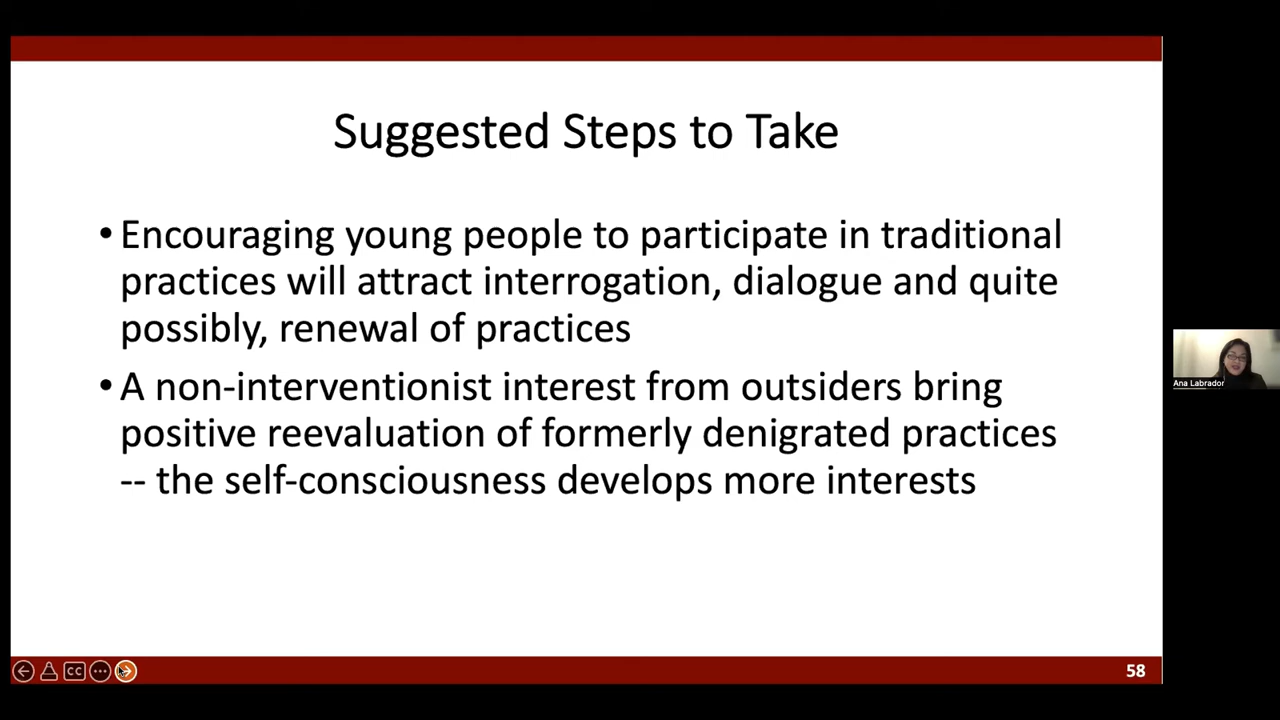 Suggested Steps to Take
•Encouraging young people to participate in traditional
practices will attract interrogation, dialogue and quite
possibly, renewal of practices
•A non-interventionist interest from outsiders bring
positive reevaluation of formerly denigrated practices
-- the self-consciousness develops more interests
Ana Labrador
CC
58